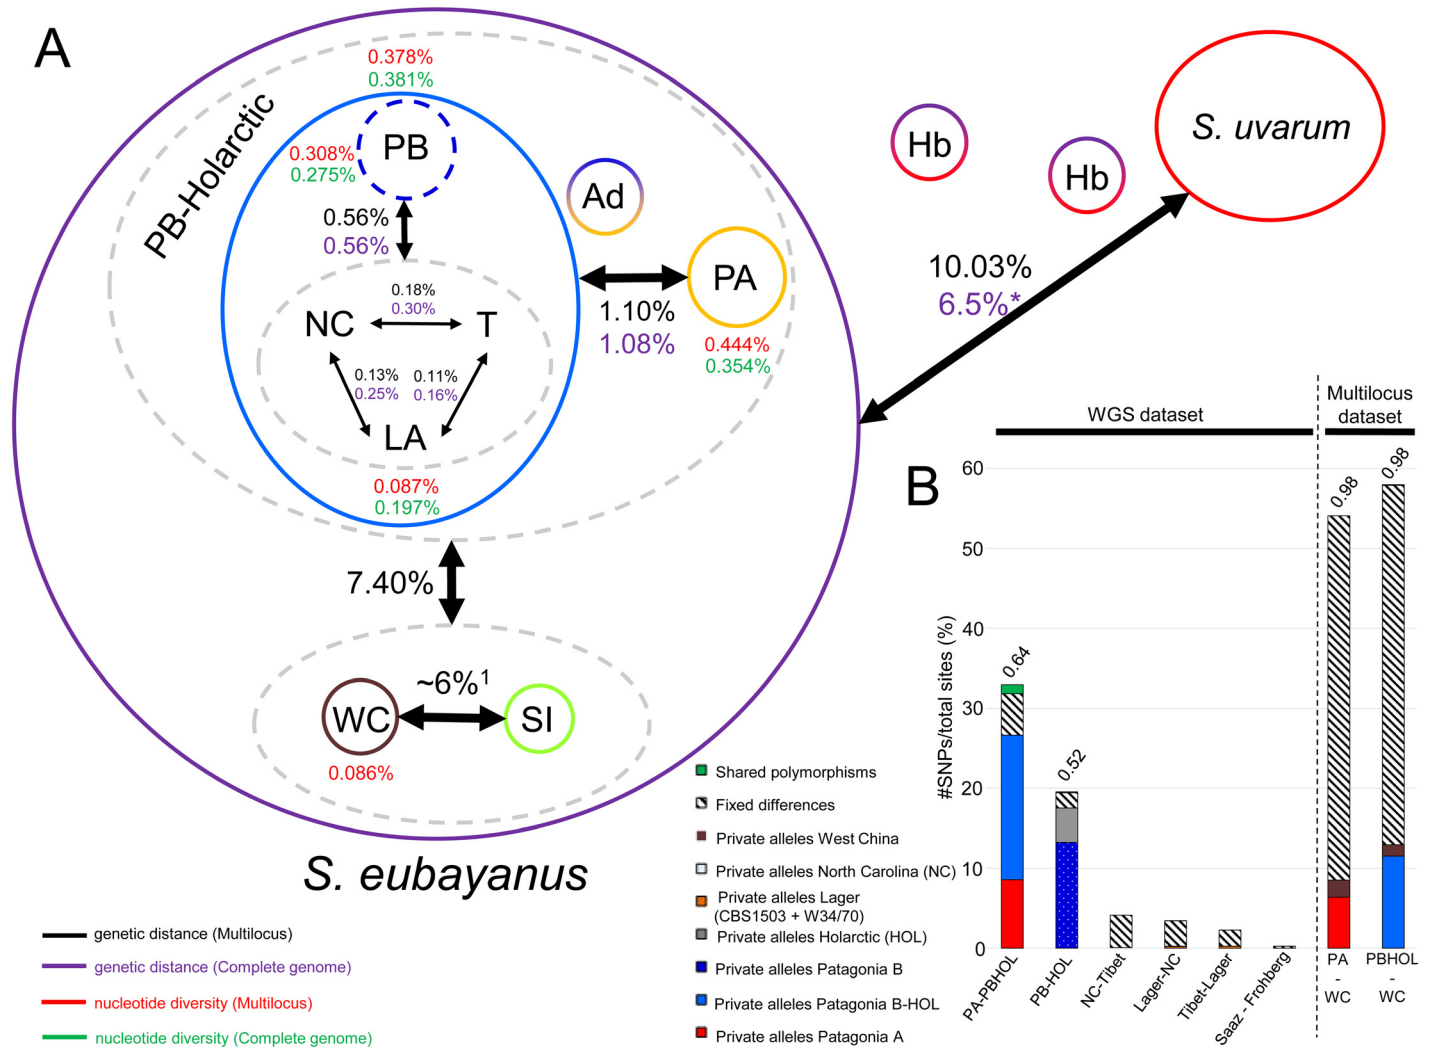 A
0.378%
0.381%
PB-Holarctic
PB
0.308%
0.275%
0.56%
0.56%
Ad
PA
1.10%
1.08%
0.444%
0.354%
0.18%
0.30%
NC
T
0.13%
0.25%
0.11%
0.16%
LA
0.087%
0.197%
7.40%
~6%¹
WC
SI
0.086%
S. eubayanus
Hb
Hb
S. uvarum
10.03%
6.5%*
genetic distance (Multilocus)
genetic distance (Complete genome)
nucleotide diversity (Multilocus)
nucleotide diversity (Complete genome)
Shared polymorphisms
Fixed differences
Private alleles West China
Private alleles North Carolina (NC)
Private alleles Lager
(CBS1503 + W34/70)
Private alleles Holarctic (HOL)
Private alleles Patagonia B
Private alleles Patagonia B-HOL
Private alleles Patagonia A
B
WGS dataset
Multilocus
dataset
#SNPs/total sites (%)
60
50
40
30
20
10
0
0.64
0.52
0.98
0.98
PA-PBHOL
PB-HOL
NC-Tibet
Lager-NC
Tibet-Lager
Saaz - Frohberg
PA
-
WC
PBHOL
-
WC